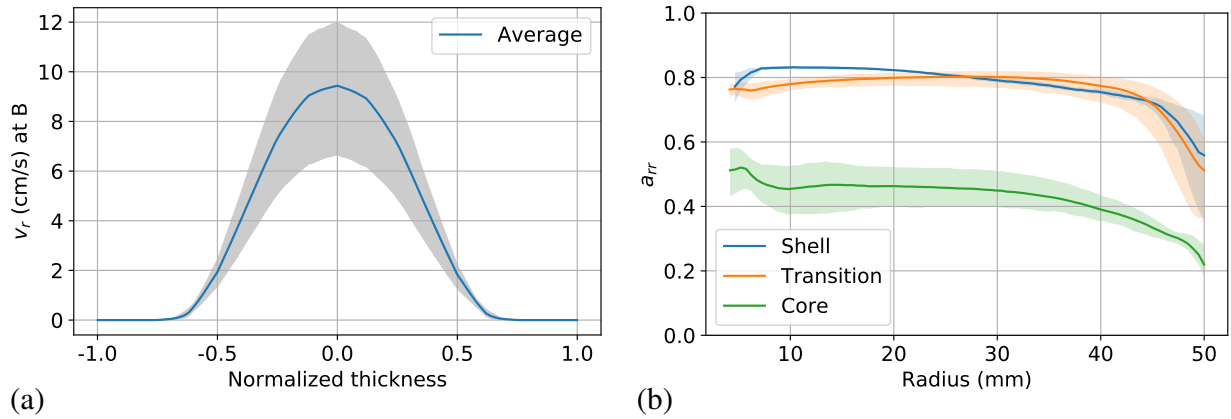 12
10
8
6
4
2
0
v_r (cm/s) at B
Average
-1.0
-0.5
0.0
0.5
1.0
Normalized thickness
(a)
1.0
0.8
0.6
0.4
0.2
0.0
a_rr
Shell
Transition
Core
10
20
30
40
50
Radius (mm)
(b)